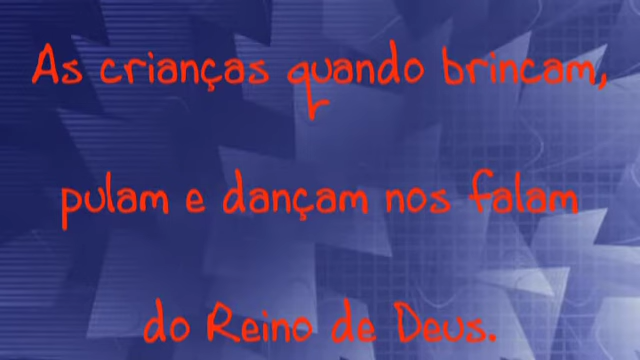 As crianças quando brincam,
pulam e dançam nos falam
do Reino de Deus.